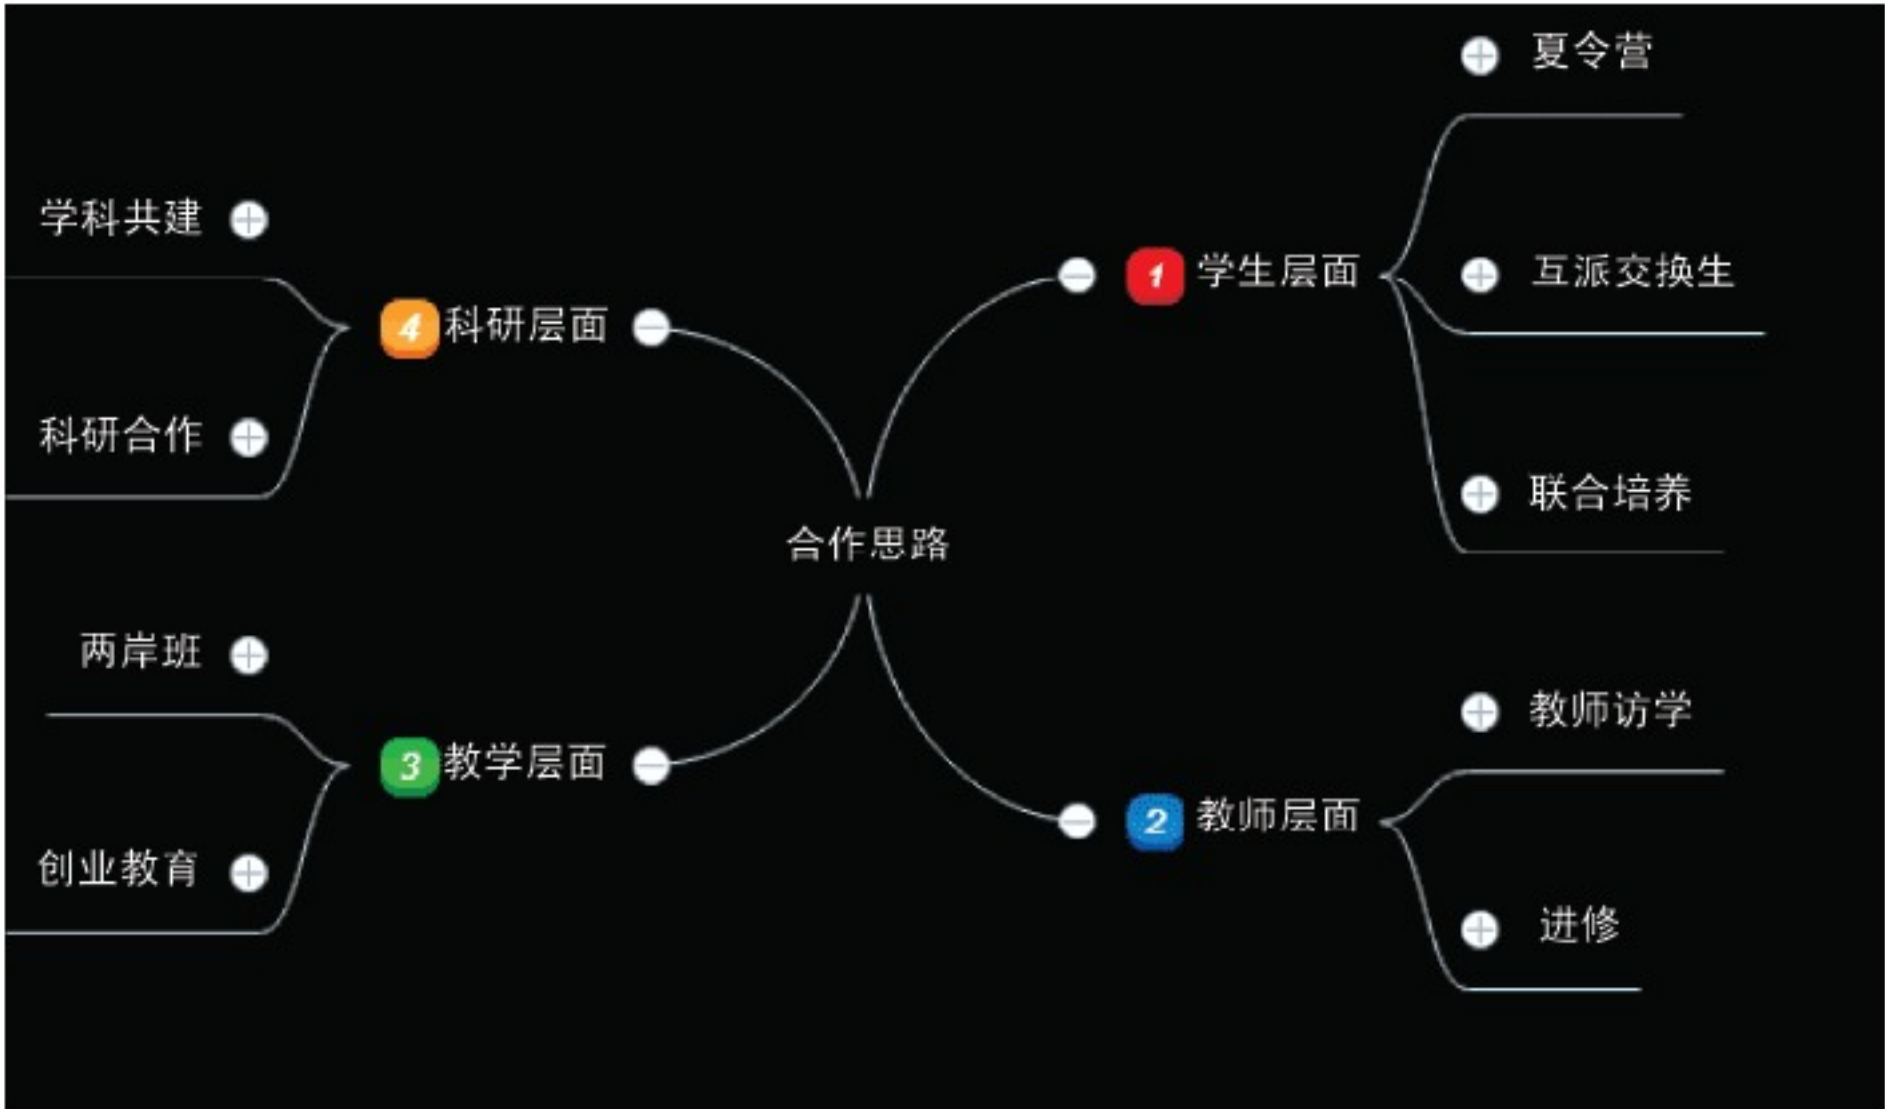 夏令营
学科共建
1 学生层面
互派交换生
4 科研层面
科研合作
联合培养
合作思路
两岸班
教师访学
3 教学层面
2 教师层面
创业教育
进修